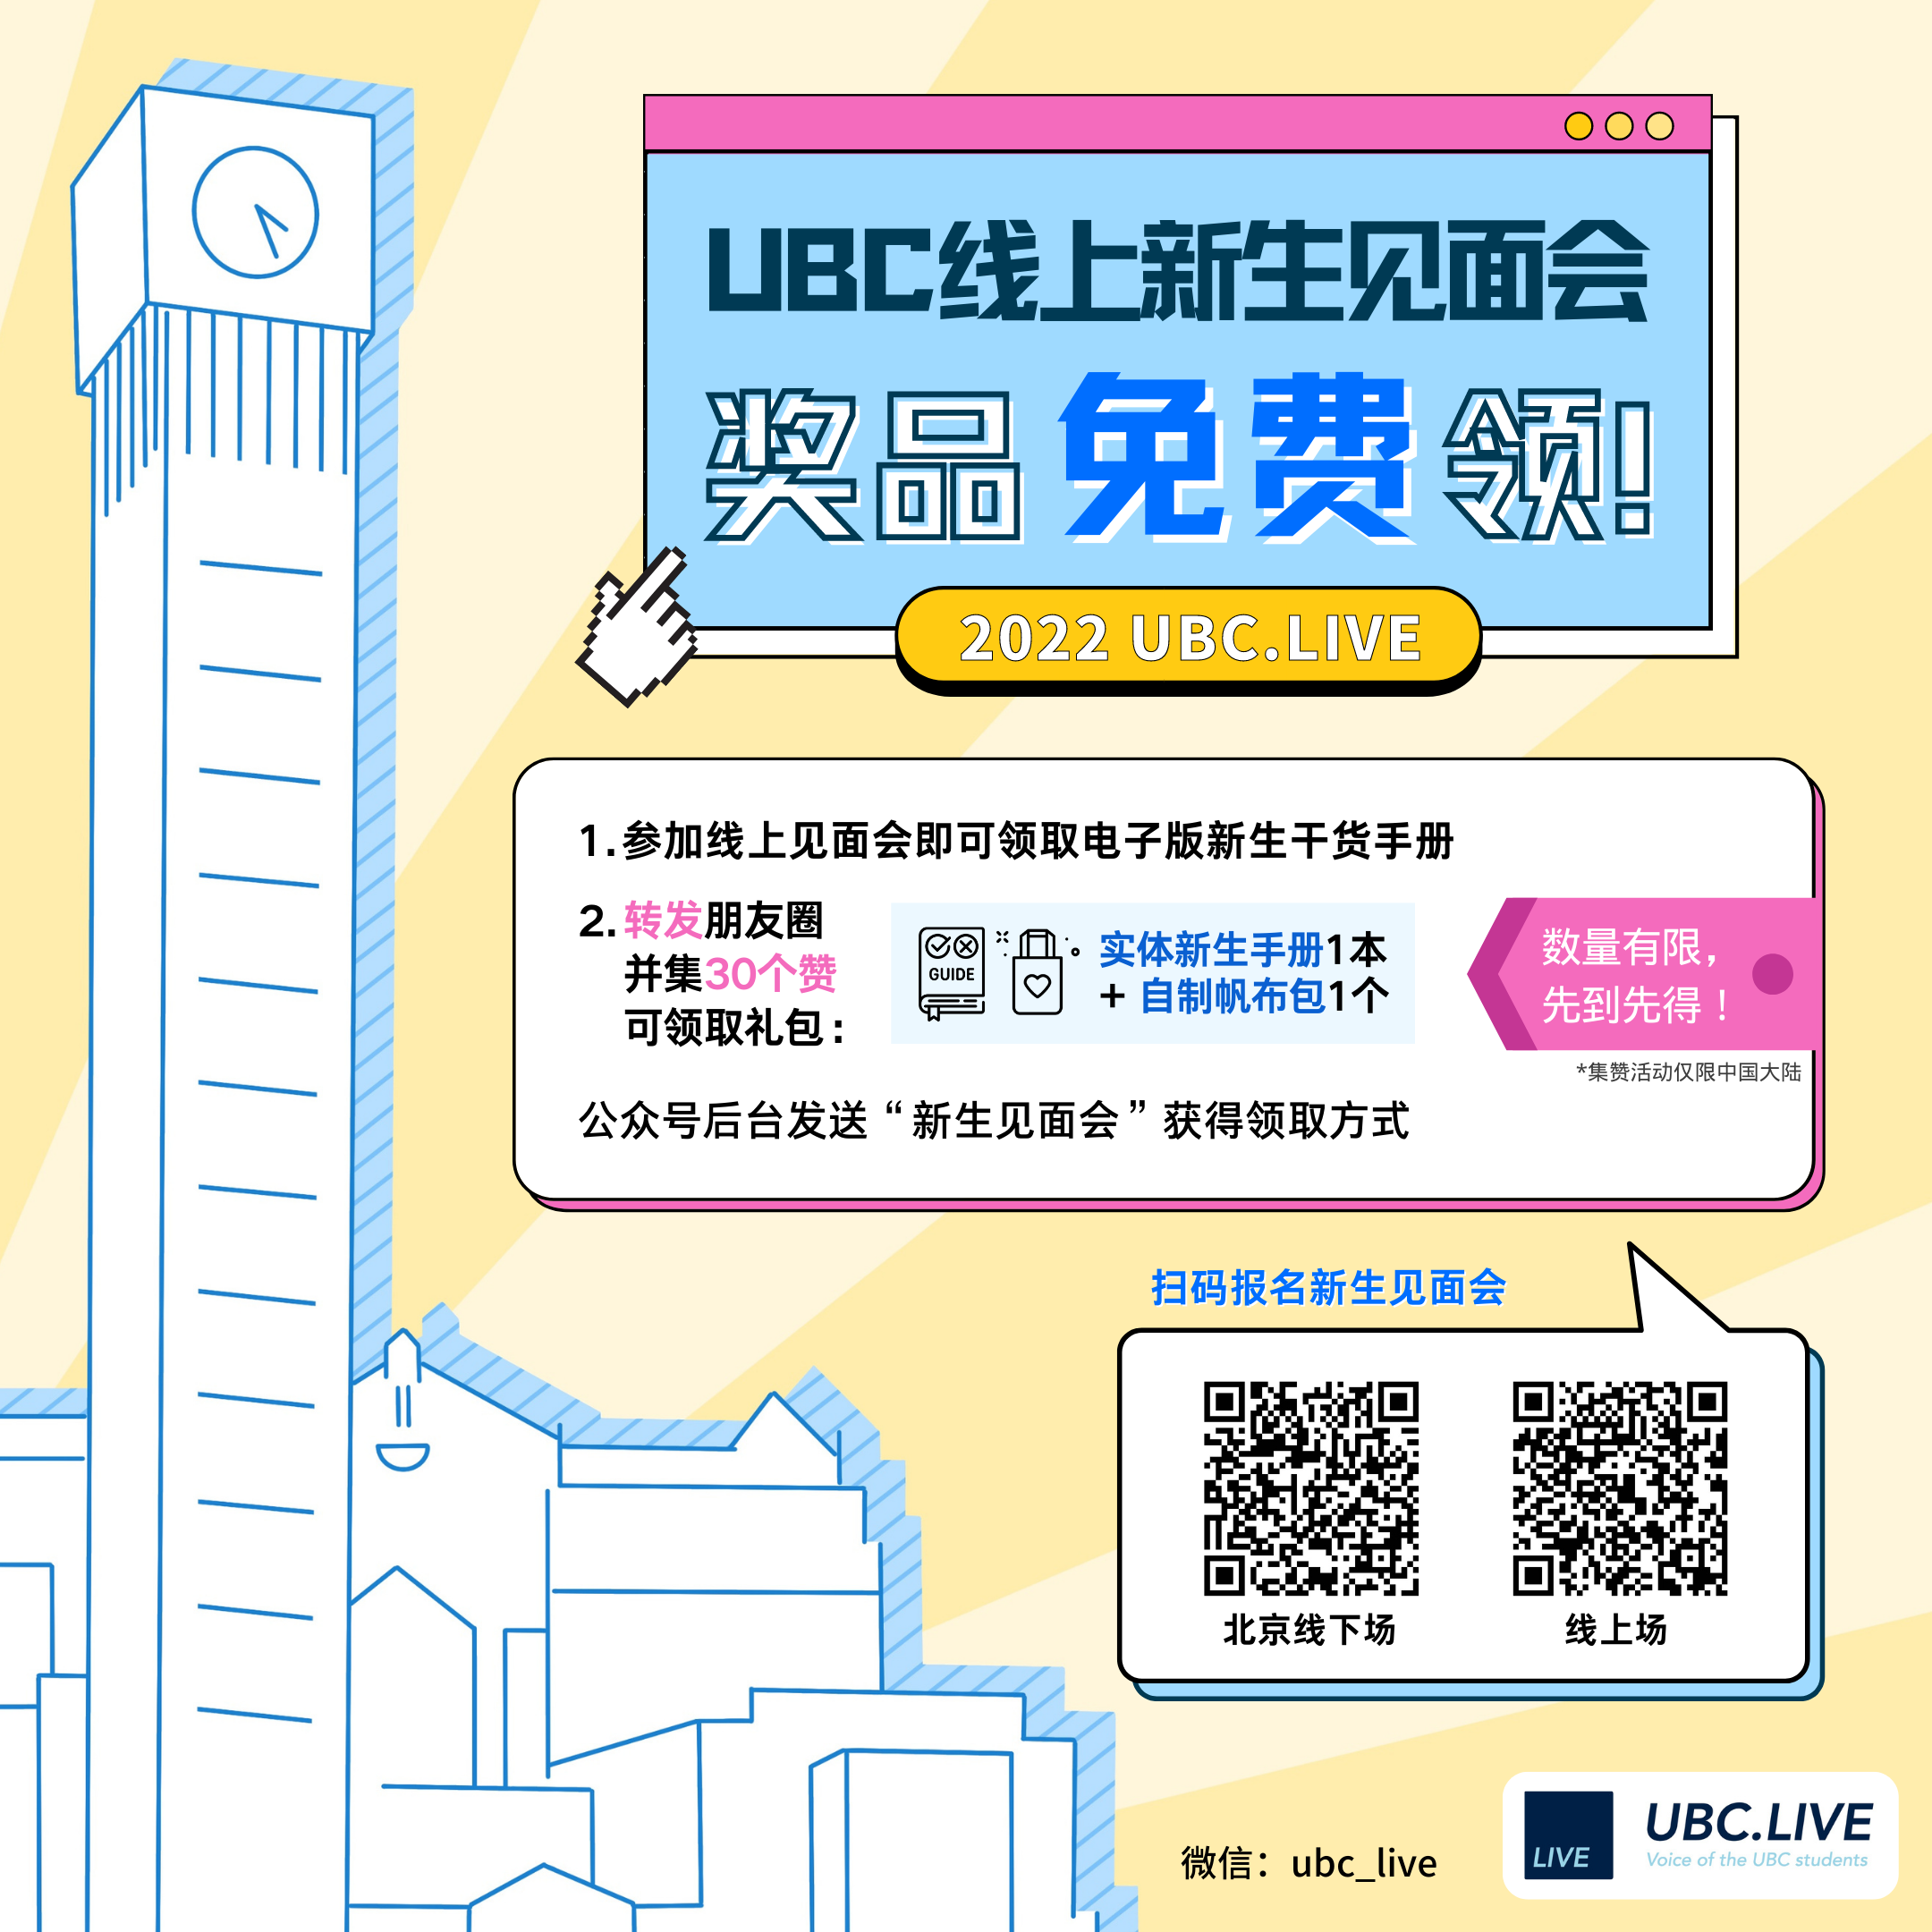 UBC线上新生见面会
奖品免费领!
2022 UBC.LIVE
1.参加线上见面会即可领取电子版新生干货手册
2.转发朋友圈
并集30个赞
可领取礼包：
GUIDE
实体新生手册1本
+ 自制帆布包1个
数量有限，
先到先得！
*集赞活动仅限中国大陆
公众号后台发送“新生见面会”获得领取方式
扫码报名新生见面会
北京线下场
线上场
微信：ubc_live
LIVE
UBC.LIVE
Voice of the UBC students